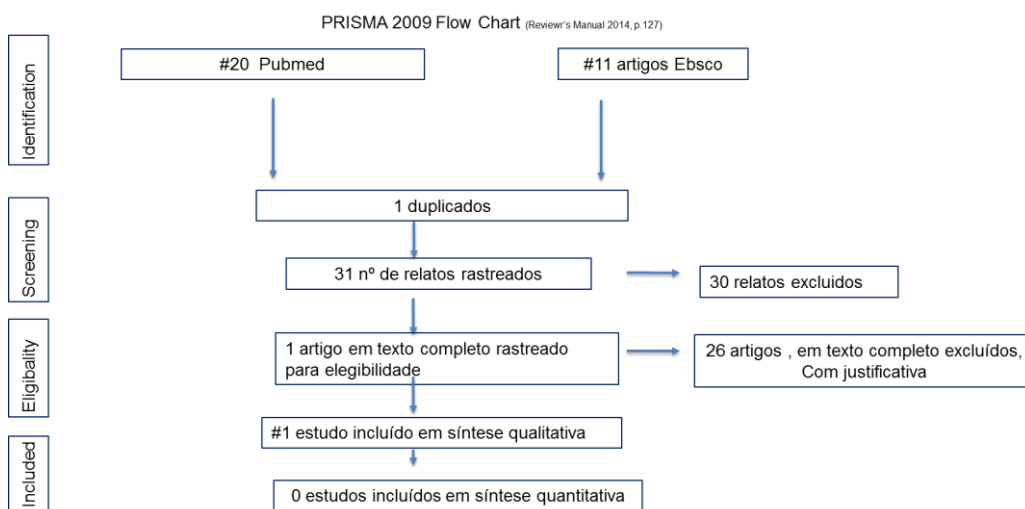 PRISMA 2009 Flow Chart (Reviewr's Manual 2014, p.127)
Identification
#20 Pubmed
#11 artigos Ebsco
1 duplicados
Screening
31 nº de relatos rastreados
30 relatos excluidos
Eligibality
1 artigo em texto completo rastreado
para elegibilidade
26 artigos , em texto completo excluídos,
Com justificativa
#1 estudo incluído em síntese qualitativa
Included
0 estudos incluídos em síntese quantitativa